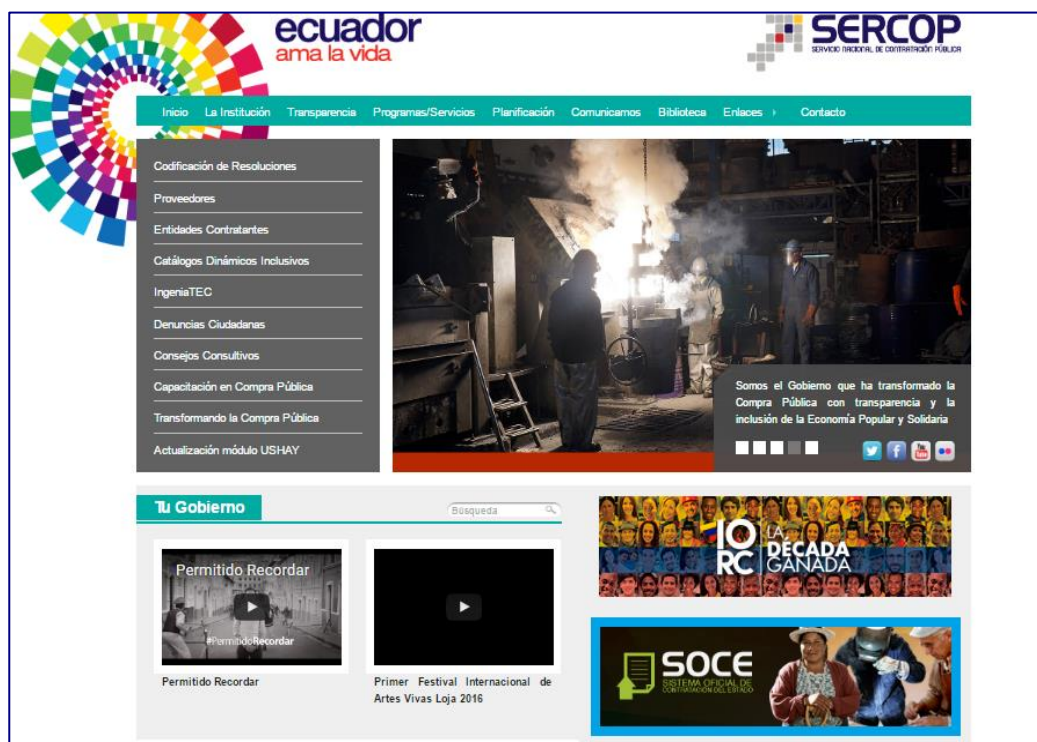 ecuador
ama la vida
SERCOP
SERVICIO NACIONAL DE CONTRATACIÓN PÚBLICA
Inicio La Institución Transparencia Programas/Servicios Planificación Comunicamos Biblioteca Enlaces Contacto
Codificación de Resoluciones
Proveedores
Entidades Contratantes
Catálogos Dinámicos Inclusivos
IngeniaTEC
Denuncias Ciudadanas
Consejos Consultivos
Capacitación en Compra Pública
Transformando la Compra Pública
Actualización módulo USHAY
Somos el Gobierno que ha transformado la
Compra Pública con transparencia y la
inclusión de la Economía Popular y Solidaria
You
Tube
Tu Gobierno
Búsqueda
Permitido Recordar
#PermitidoRecordar
Permitido Recordar
Primer Festival Internacional de
Artes Vivas Loja 2016
10
RC
LA
DÉCADA
GANADA
SOCE
SISTEMA OFICIAL DE
CONTRATACIÓN DEL ESTADO